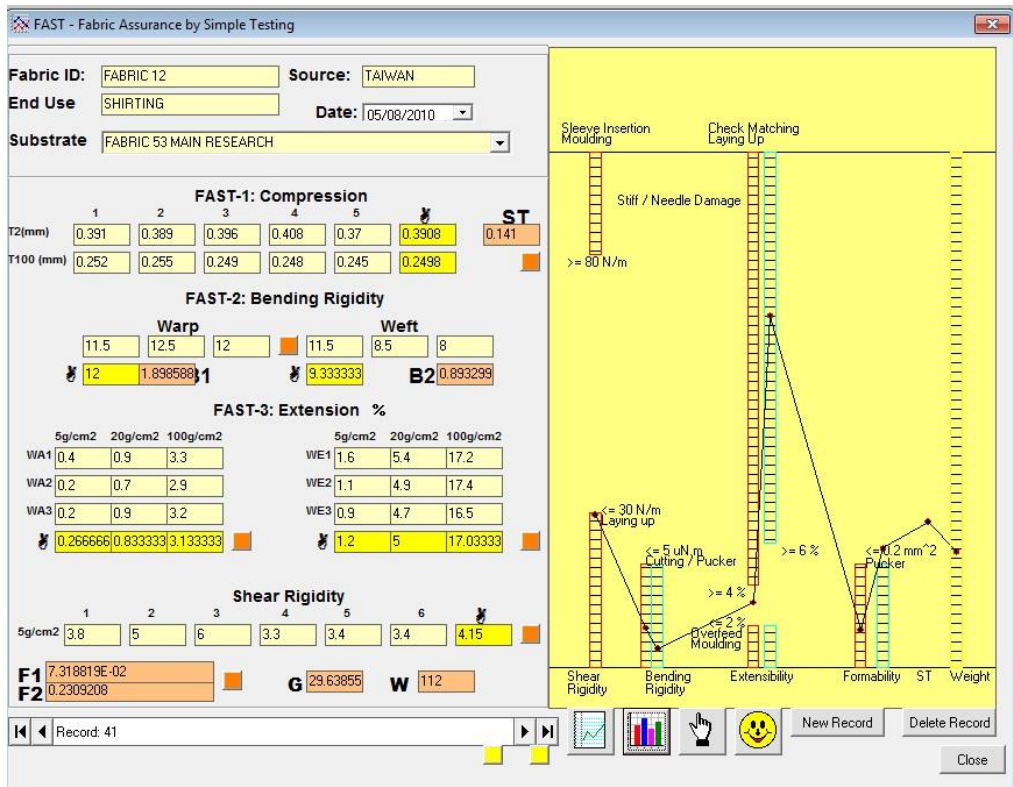 FAST - Fabric Assurance by Simple Testing
Fabric ID: FABRIC 12 Source: TAIWAN
End Use SHIRTING Date: 05/08/2010
Substrate FABRIC 53 MAIN RESEARCH
FAST-1: Compression
1 2 3 4 5 ST
T2(mm) 0.391 0.389 0.396 0.408 0.37 0.3908 0.141
T100 (mm) 0.252 0.255 0.249 0.248 0.245 0.2498
FAST-2: Bending Rigidity
Warp Weft
11.5 12.5 12 11.5 8.5 8
12 1.898588 31 9.333333 B2 0.893299
FAST-3: Extension %
5g/cm2 20g/cm2 100g/cm2 5g/cm2 20g/cm2 100g/cm2
WA1 0.4 0.9 3.3 WE1 1.6 5.4 17.2
WA2 0.2 0.7 2.9 WE2 1.1 4.9 17.4
WA3 0.2 0.9 3.2 WE3 0.9 4.7 16.5
0.266666 0.833333 3.133333 1.2 5 17.03333
Shear Rigidity
1 2 3 4 5 6
5g/cm2 3.8 5 6 3.3 3.4 3.4 4.15
F1 7.318819E-02
F2 0.2309208 G 29.63855 W 112
Record: 41
Sleeve Insertion Check Matching
Moulding Laying Up
Stiff / Needle Damage
>= 80 N/m
<= 30 N/m
Laying up
<= 5 uN.m >= 6 % <= 0.2 mm^2
Cutting / Pucker Pucker
>= 4 %
<= 2 %
Overfeed
Moulding
Shear Bending Extensibility Formability ST Weight
Rigidity Rigidity
New Record Delete Record
Close